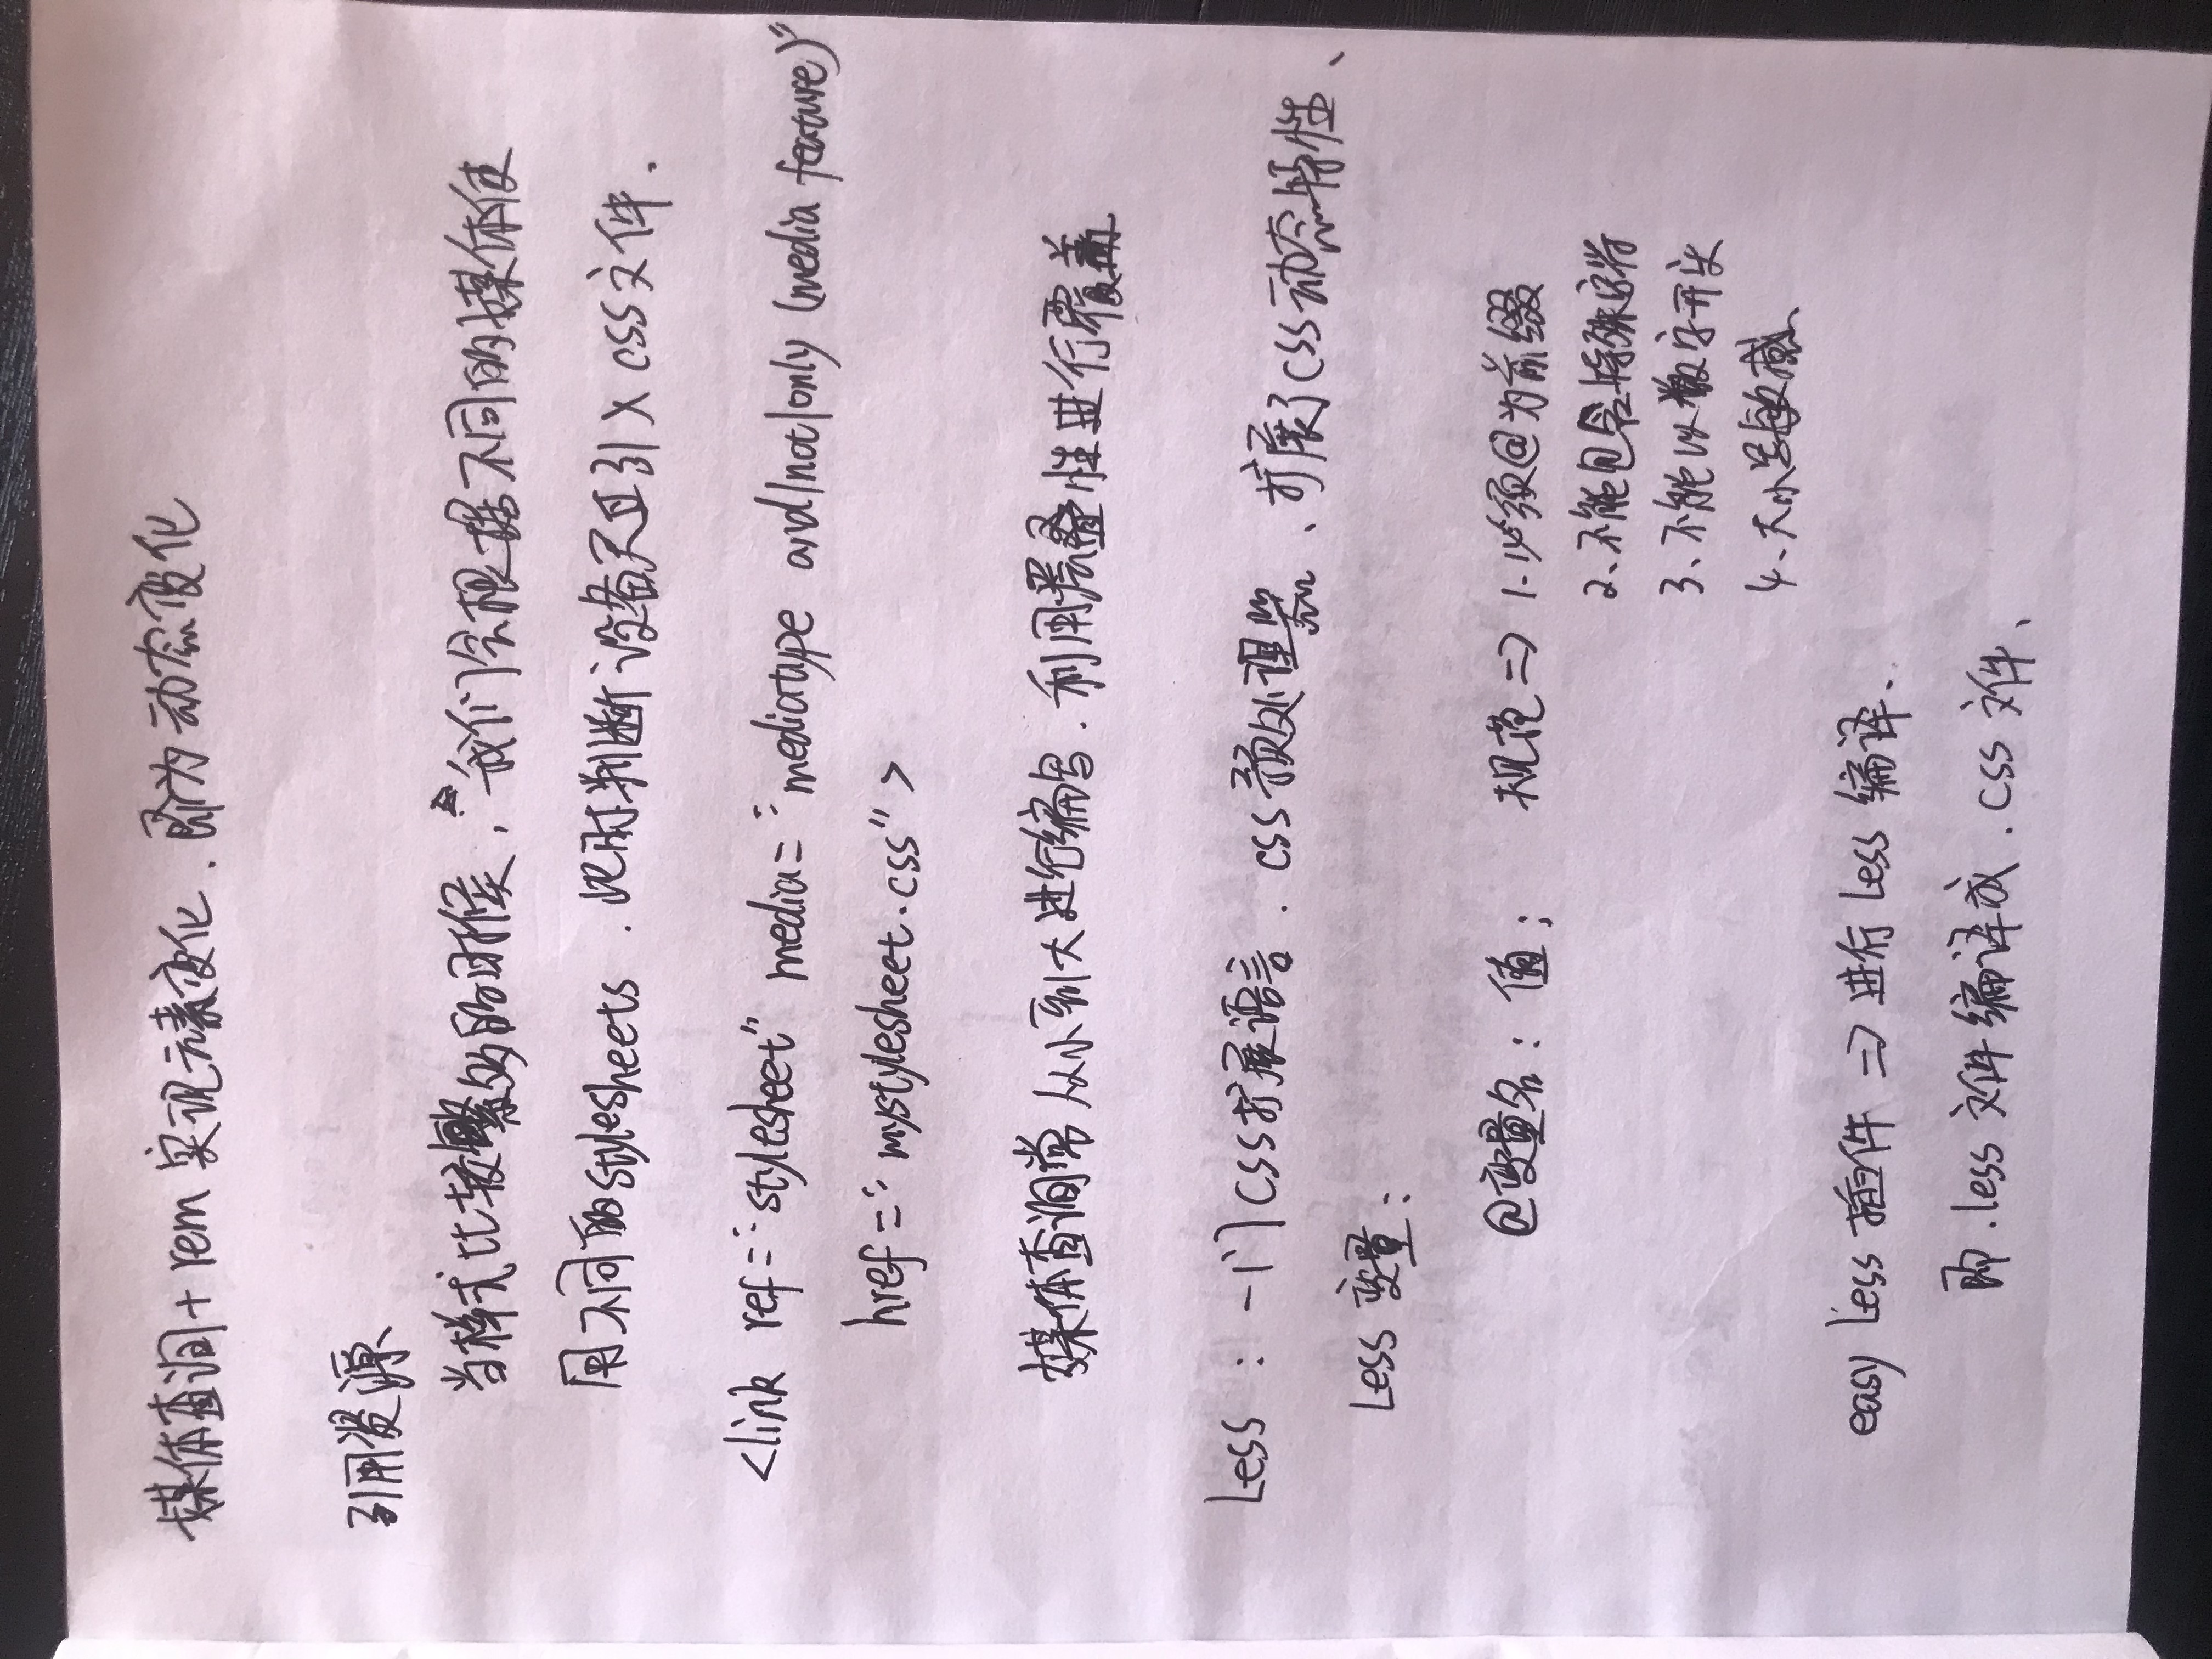 媒体查询+rem 实现元素变化.即为动态变化
引用资源
当样式比较繁多的时候,我们会根据不同的媒体使
用不同的stylesheets.此时判断设备尺寸引入css文件.
<link ref="stylesheet" media="mediatype and|not|only (media feature)"
href="mystylesheet.css">
媒体查询常从小到大进行编写.利用层叠性进行覆盖
Less : 一门CSS扩展语言.css预处理器、扩展了css动态特性、
Less 变量:
@变量名: 值; 规范=> 1.必须@为前缀
2、不能包含特殊字符
3、不能以数字开头
4、大小写敏感
easy Less 插件 => 进行 Less 编译.
即.less 文件编译成.css 文件、